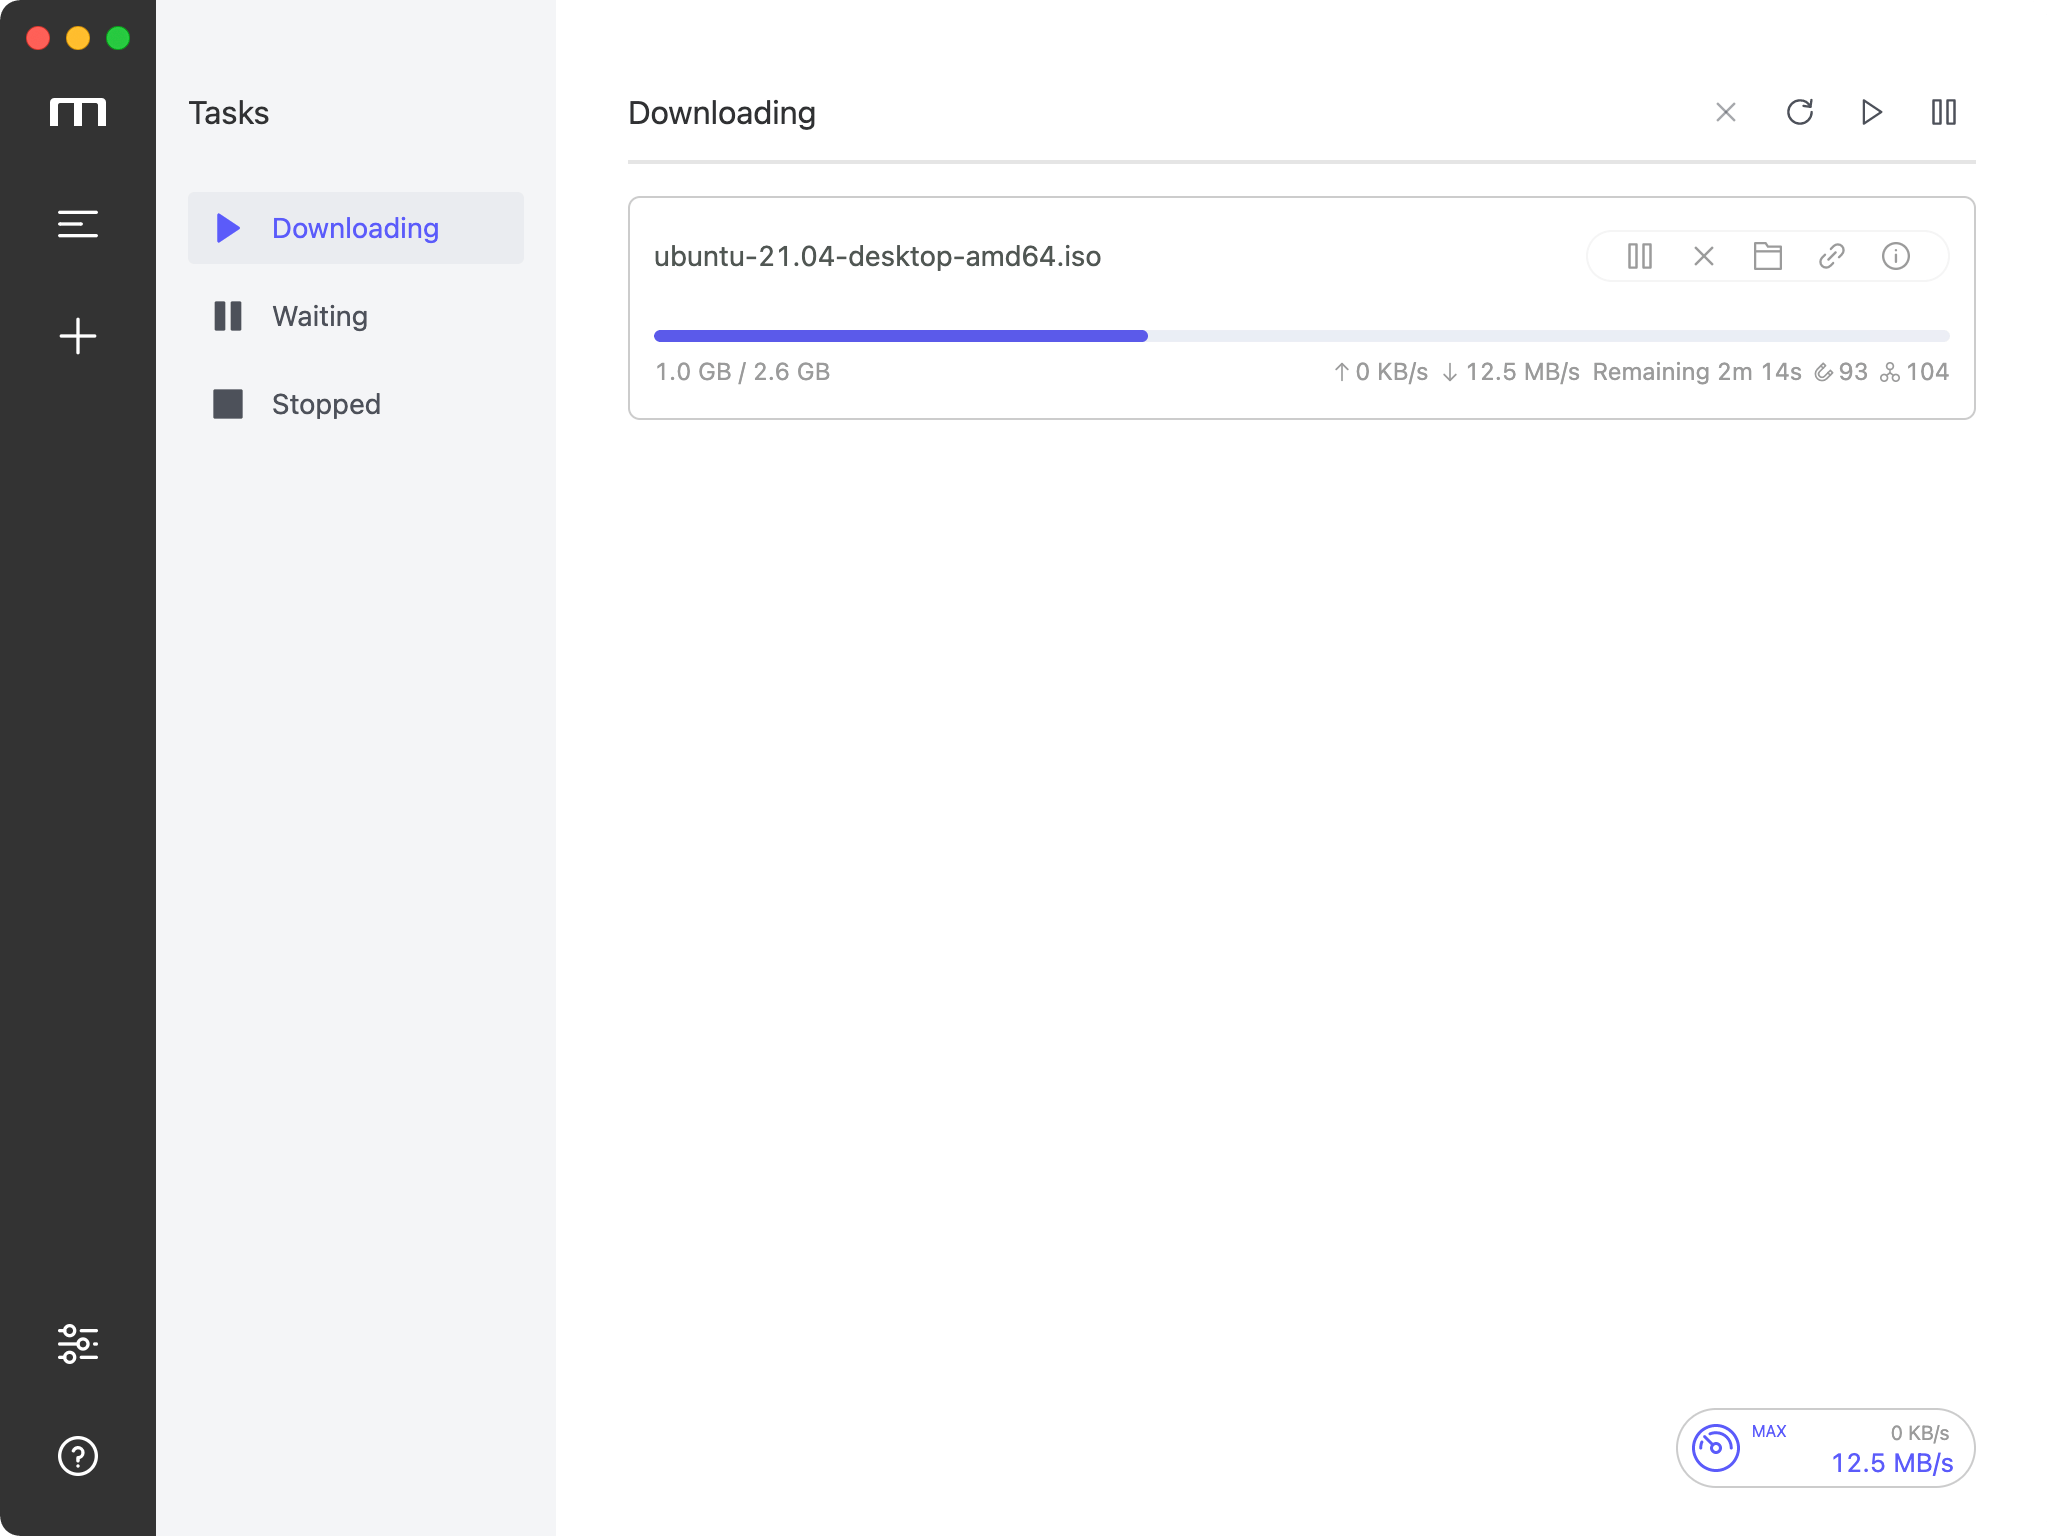 Tasks
Downloading
Waiting
Stopped
Downloading
ubuntu-21.04-desktop-amd64.iso
1.0 GB / 2.6 GB
↑ 0 KB/s ↓ 12.5 MB/s Remaining 2m 14s 93 104
MAX 0 KB/s
12.5 MB/s